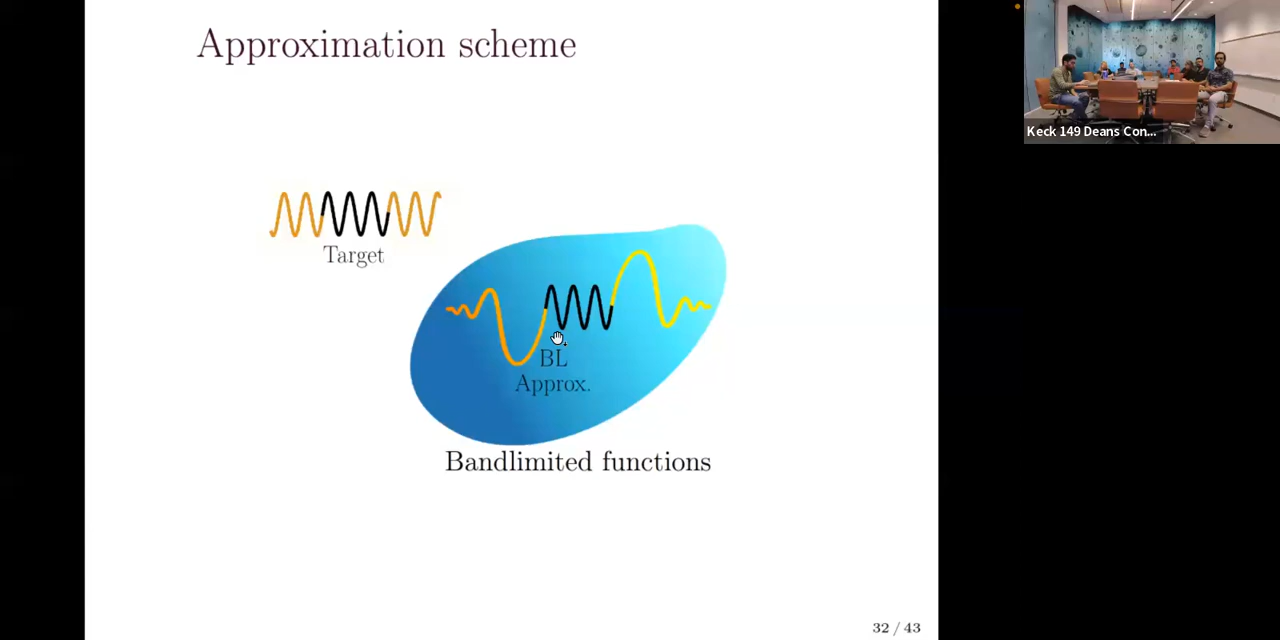 Approximation scheme
Keck 149 Deans Con...
Target
BL
Approx.
Bandlimited functions
32 / 43